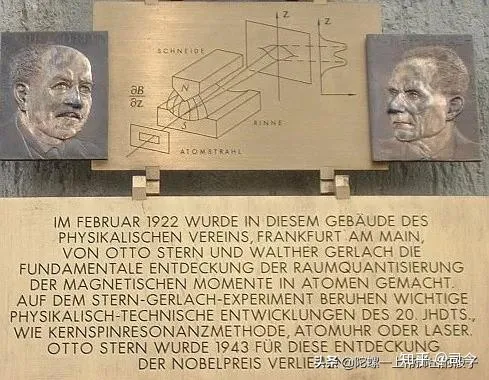 SCHNEIDE
Z
Z
∂B
∂z
N
S
RINNE
ATOMSTRAHL
IM FEBRUAR 1922 WURDE IN DIESEM GEBÄUDE DES
PHYSIKALISCHEN VEREINS, FRANKFURT AM MAIN,
VON OTTO STERN UND WALTHER GERLACH DIE
FUNDAMENTALE ENTDECKUNG DER RAUMQUANTISIERUNG
DER MAGNETISCHEN MOMENTE IN ATOMEN GEMACHT.
AUF DEM STERN-GERLACH-EXPERIMENT BERUHEN WICHTIGE
PHYSIKALISCH-TECHNISCHE ENTWICKLUNGEN DES 20. JHDTS.,
WIE KERNSPINRESONANZMETHODE, ATOMUHR ODER LASER.
OTTO STERN WURDE 1943 FÜR DIESE ENTDECKUNG
DER NOBELPREIS VERLIEHEN